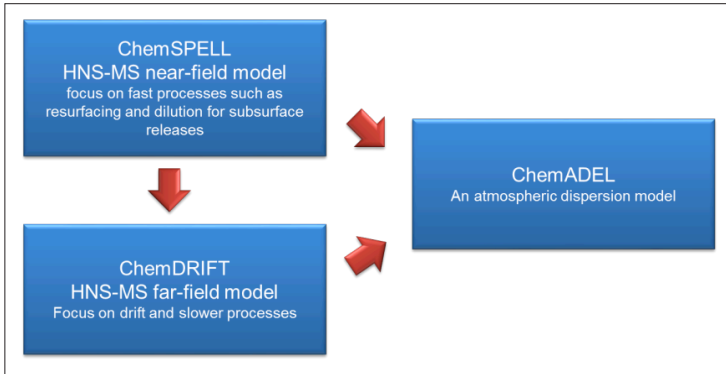 ChemSPELL
HNS-MS near-field model
focus on fast processes such as
resurfacing and dilution for subsurface
releases
ChemADEL
An atmospheric dispersion model
ChemDRIFT
HNS-MS far-field model
Focus on drift and slower processes